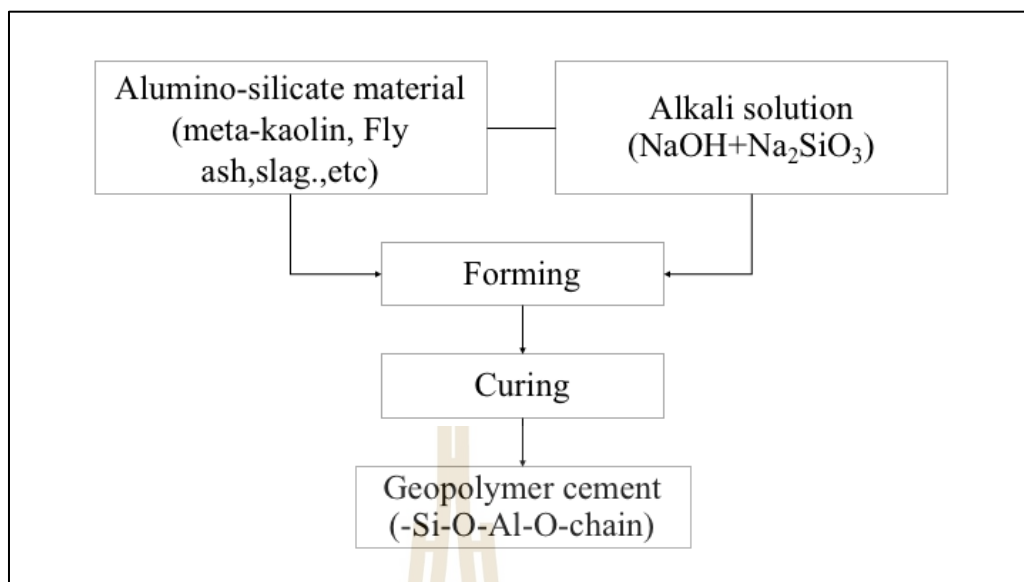 Alumino-silicate material
(meta-kaolin, Fly
ash,slag.,etc)
Alkali solution
(NaOH+Na₂SiO₃)
Forming
Curing
Geopolymer cement
(-Si-O-Al-O-chain)